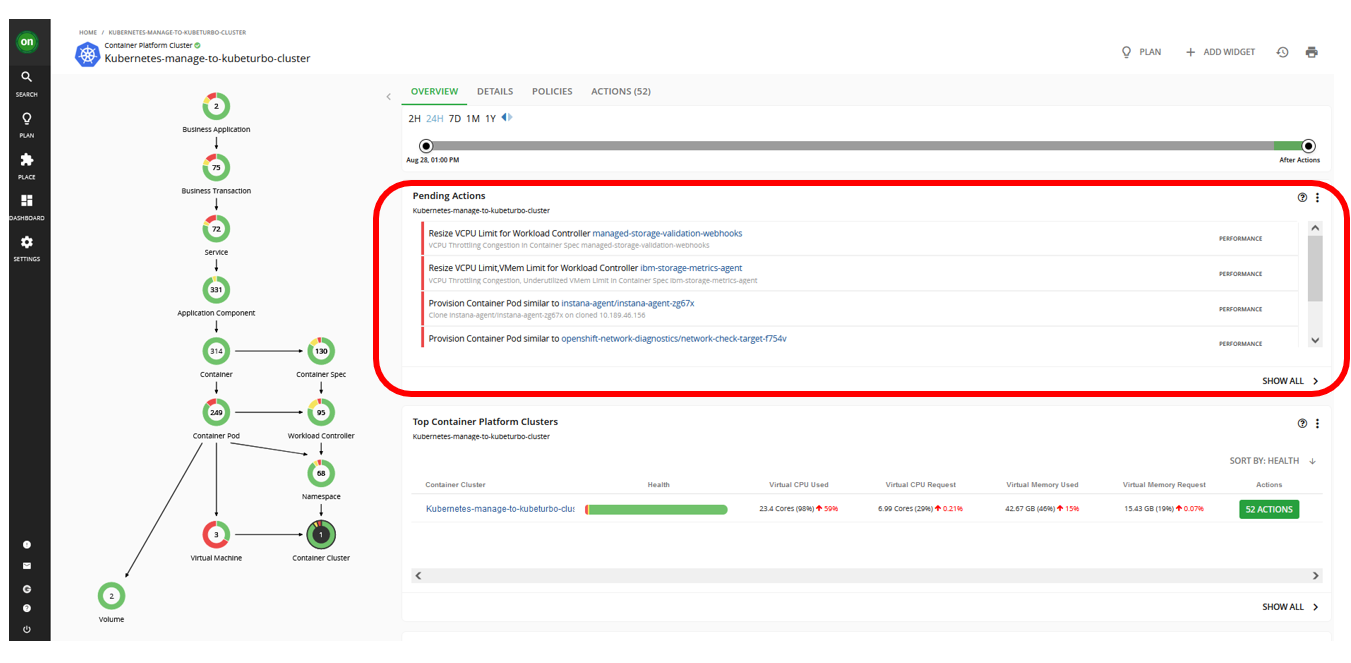 on
SEARCH
PLAN
PLACE
DASHBOARD
SETTINGS
HOME / KUBERNETES-MANAGE-TO-KUBETURBO-CLUSTER
Container Platform Cluster
Kubernetes-manage-to-kubeturbo-cluster
PLAN
ADD WIDGET
2
Business Application
75
Business Transaction
72
Service
331
Application Component
314
Container
130
Container Spec
249
Container Pod
95
Workload Controller
68
Namespace
3
Virtual Machine
1
Container Cluster
2
Volume
OVERVIEW DETAILS POLICIES ACTIONS (52)
2H 24H 7D 1M 1Y
Aug 28, 01:00 PM
After Actions
Pending Actions
Kubernetes-manage-to-kubeturbo-cluster
Resize VCPU Limit for Workload Controller managed-storage-validation-webhooks
VCPU Throttling Congestion in Container Spec managed-storage-validation-webhooks
PERFORMANCE
Resize VCPU Limit,VMem Limit for Workload Controller ibm-storage-metrics-agent
VCPU Throttling Congestion, Underutilized VMem Limit in Container Spec ibm-storage-metrics-agent
PERFORMANCE
Provision Container Pod similar to instana-agent/instana-agent-zg67x
Clone instana-agent/instana-agent-zg67x on cloned 10.189.46.156
PERFORMANCE
Provision Container Pod similar to openshift-network-diagnostics/network-check-target-f754v
PERFORMANCE
SHOW ALL
Top Container Platform Clusters
Kubernetes-manage-to-kubeturbo-cluster
SORT BY: HEALTH
Container Cluster Health Virtual CPU Used Virtual CPU Request Virtual Memory Used Virtual Memory Request Actions
Kubernetes-manage-to-kubeturbo-clus 23.4 Cores (98%) 59% 6.99 Cores (29%) 0.21% 42.67 GB (46%) 15% 15.43 GB (19%) 0.07% 52 ACTIONS
SHOW ALL